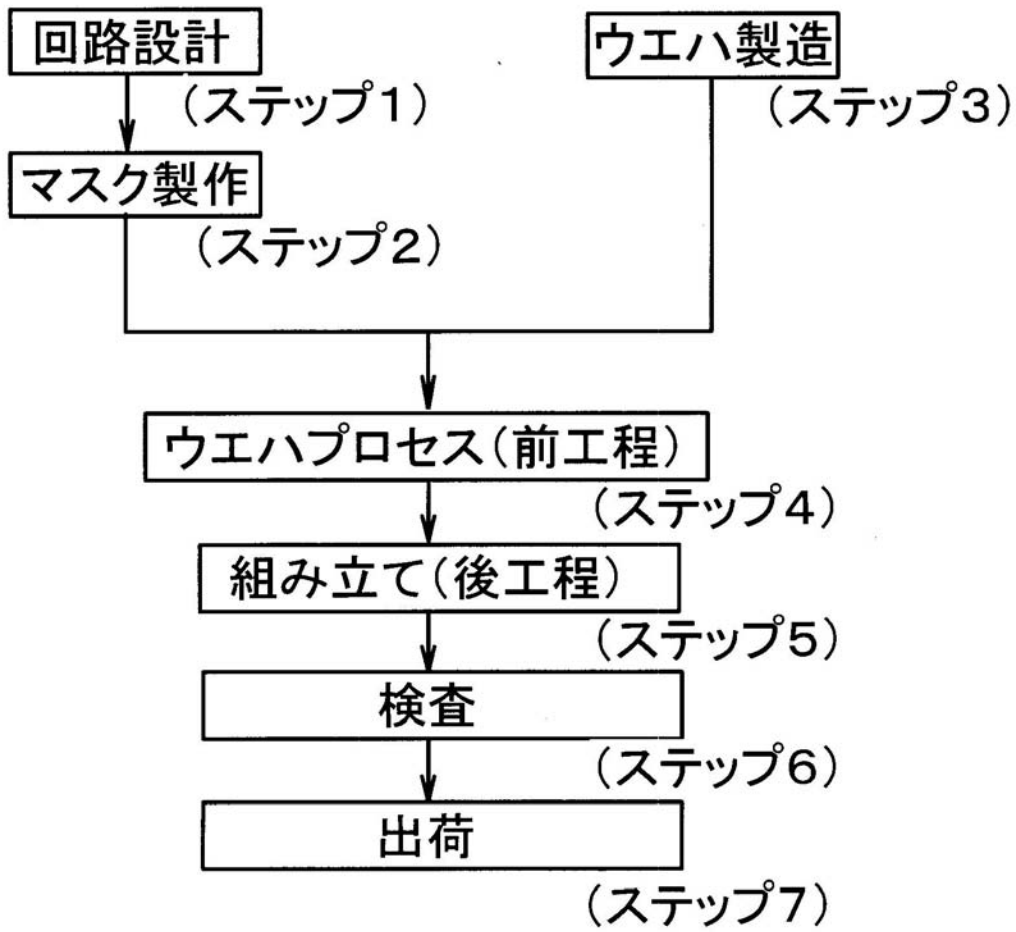 回路設計
(ステップ1)
ウエハ製造
(ステップ3)
マスク製作
(ステップ2)
ウエハプロセス(前工程)
(ステップ4)
組み立て(後工程)
(ステップ5)
検査
(ステップ6)
出荷
(ステップ7)